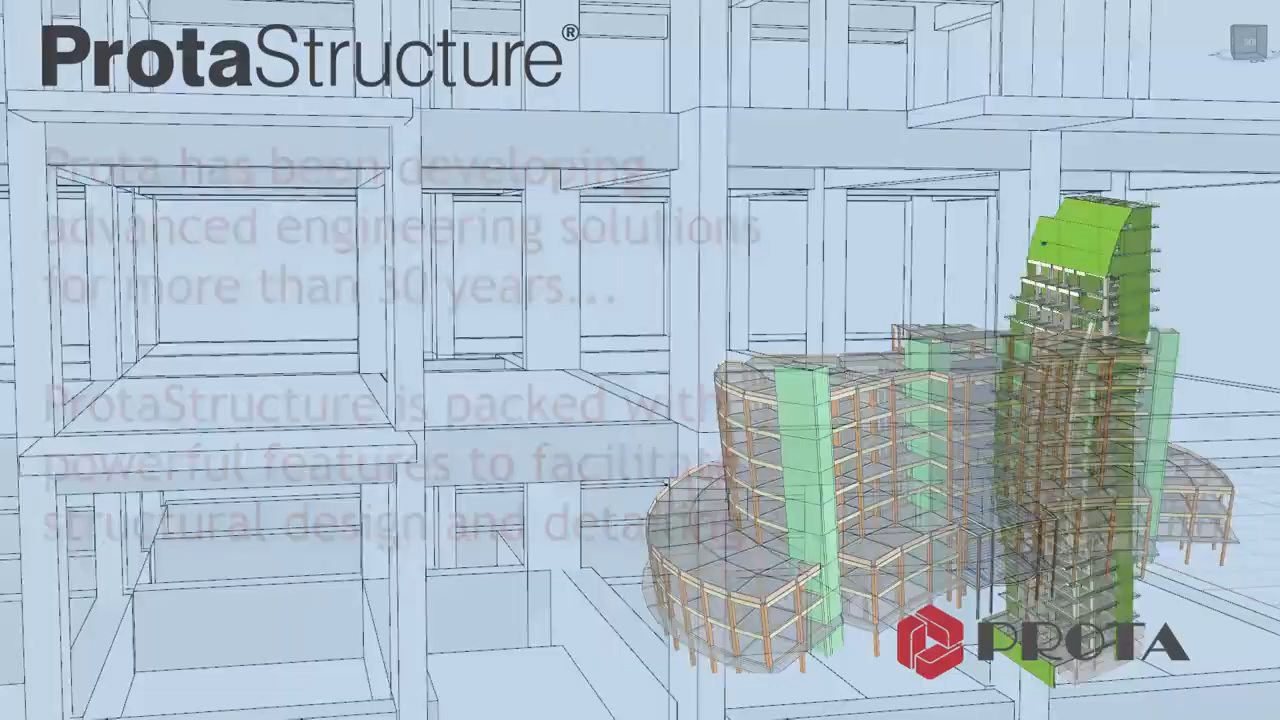 ProtaStructure®
Prota has been developing
advanced engineering solutions
for more than 30 years...
ProtaStructure is packed with
powerful features to facilitate
structural design and detailing
PROTA